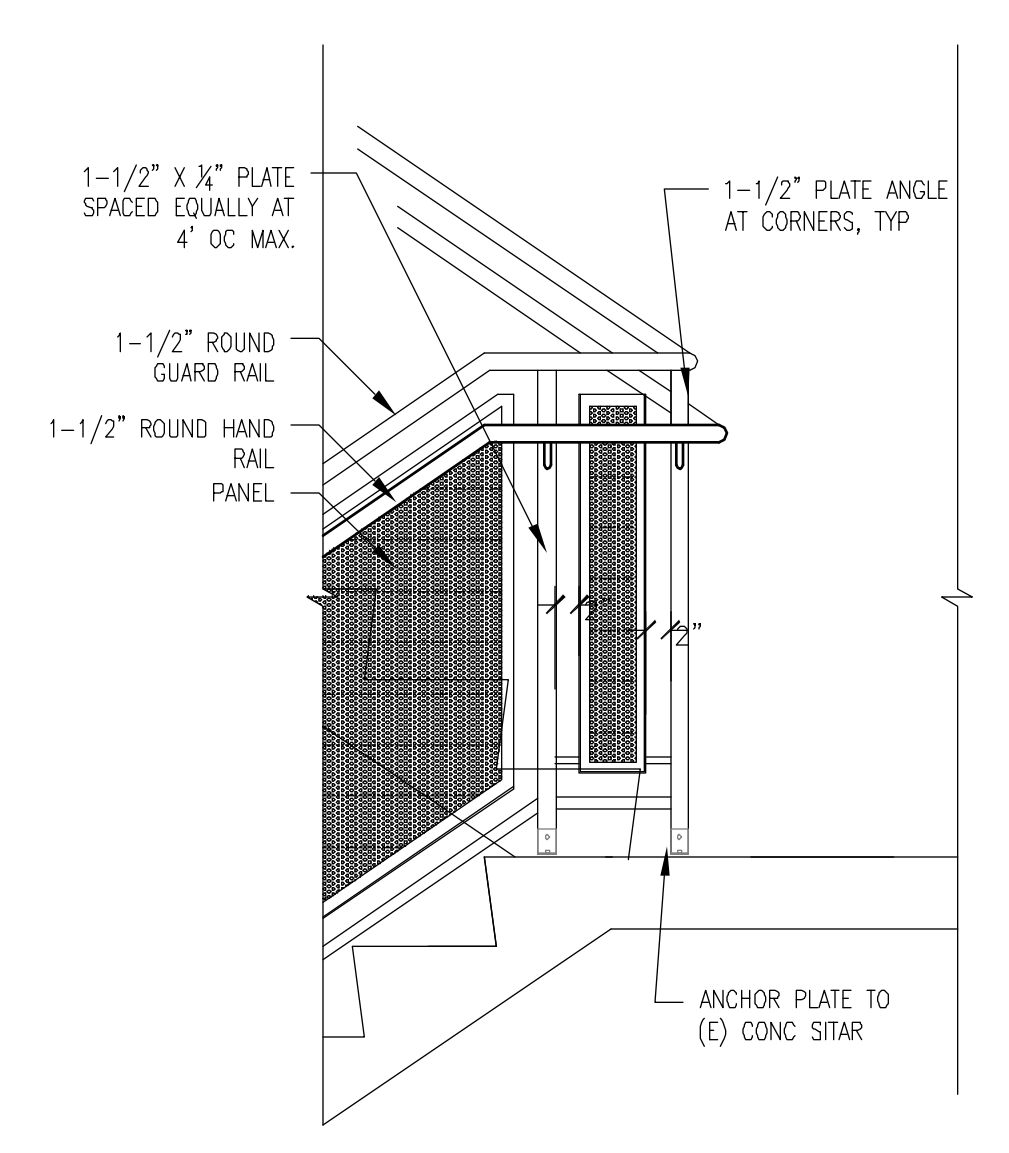 1-1/2" X ¼" PLATE
SPACED EQUALLY AT
4' OC MAX.
1-1/2" PLATE ANGLE
AT CORNERS, TYP
1-1/2" ROUND
GUARD RAIL
1-1/2" ROUND HAND
RAIL
PANEL
2"
2"
ANCHOR PLATE TO
(E) CONC SITAR